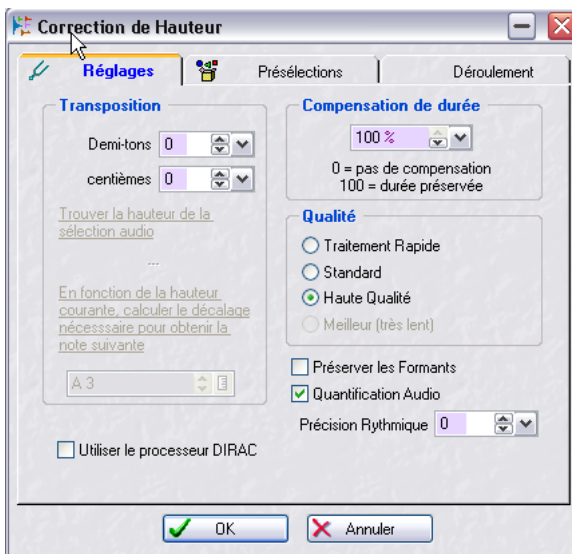 Correction de Hauteur
Réglages
Présélections
Déroulement
Transposition
Demi-tons 0
centièmes 0
Trouver la hauteur de la
sélection audio
...
En fonction de la hauteur
courante, calculer le décalage
nécesssaire pour obtenir la
note suivante
A 3
Utiliser le processeur DIRAC
Compensation de durée
100 %
0 = pas de compensation
100 = durée préservée
Qualité
Traitement Rapide
Standard
Haute Qualité
Meilleur (très lent)
Préserver les Formants
Quantification Audio
Précision Rythmique 0
OK
Annuler